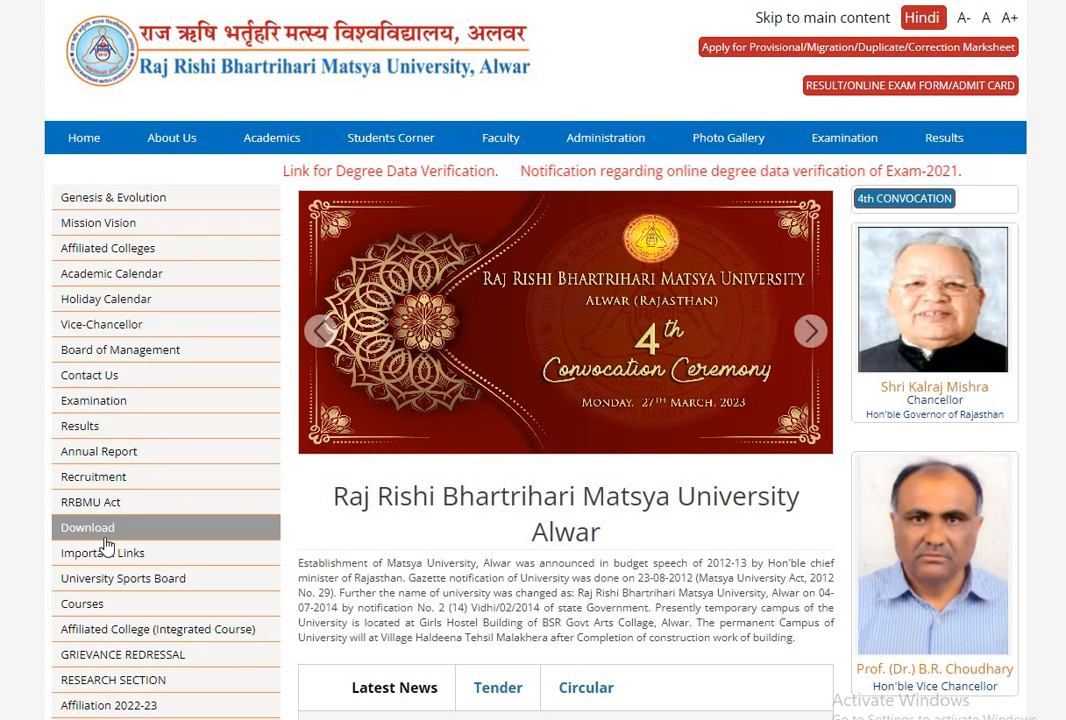 राज ऋषि भर्तृहरि मत्स्य विश्वविद्यालय, अलवर
Raj Rishi Bhartrihari Matsya University, Alwar
Skip to main content Hindi A- A A+
Apply for Provisional/Migration/Duplicate/Correction Marksheet
RESULT/ONLINE EXAM FORM/ADMIT CARD
Home About Us Academics Students Corner Faculty Administration Photo Gallery Examination Results
Link for Degree Data Verification. Notification regarding online degree data verification of Exam-2021.
Genesis & Evolution
Mission Vision
Affiliated Colleges
Academic Calendar
Holiday Calendar
Vice-Chancellor
Board of Management
Contact Us
Examination
Results
Annual Report
Recruitment
RRBMU Act
Download
Important Links
University Sports Board
Courses
Affiliated College (Integrated Course)
GRIEVANCE REDRESSAL
RESEARCH SECTION
Affiliation 2022-23
RAJ RISHI BHARTRIHARI MATSYA UNIVERSITY
ALWAR (RAJASTHAN)
4th
Convocation Ceremony
MONDAY, 27TH MARCH, 2023
Raj Rishi Bhartrihari Matsya University
Alwar
Establishment of Matsya University, Alwar was announced in budget speech of 2012-13 by Hon'ble chief
minister of Rajasthan. Gazette notification of University was done on 23-08-2012 (Matsya University Act, 2012
No. 29). Further the name of university was changed as: Raj Rishi Bhartrihari Matsya University, Alwar on 04-
07-2014 by notification No. 2 (14) Vidhi/02/2014 of state Government. Presently temporary campus of the
University is located at Girls Hostel Building of BSR Govt Arts Collage, Alwar. The permanent Campus of
University will at Village Haldeena Tehsil Malakhera after Completion of construction work of building.
Latest News Tender Circular
4th CONVOCATION
Shri Kalraj Mishra
Chancellor
Hon'ble Governor of Rajasthan
Prof. (Dr.) B.R. Choudhary
Hon'ble Vice Chancellor
Activate Windows
Go to Settings to activate Windows